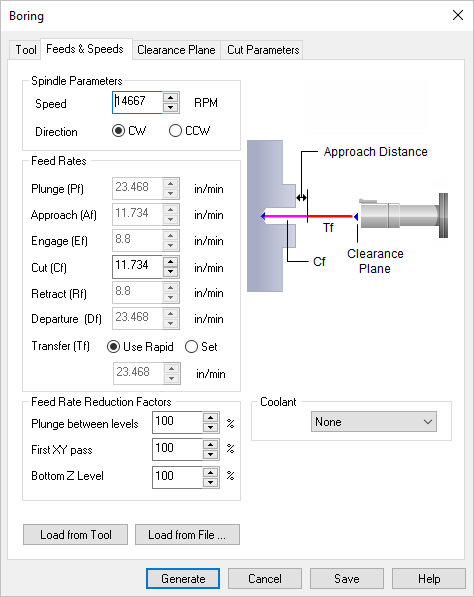 Boring
Tool Feeds & Speeds Clearance Plane Cut Parameters
Spindle Parameters
Speed 14667 RPM
Direction CW CCW
Feed Rates
Plunge (Pf) 23.468 in/min
Approach (Af) 11.734 in/min
Engage (Ef) 8.8 in/min
Cut (Cf) 11.734 in/min
Retract (Rf) 8.8 in/min
Departure (Df) 23.468 in/min
Transfer (Tf) Use Rapid Set
23.468 in/min
Approach Distance
Tf
Cf
Clearance
Plane
Feed Rate Reduction Factors
Plunge between levels 100 %
First XY pass 100 %
Bottom Z Level 100 %
Coolant
None
Load from Tool Load from File ...
Generate Cancel Save Help